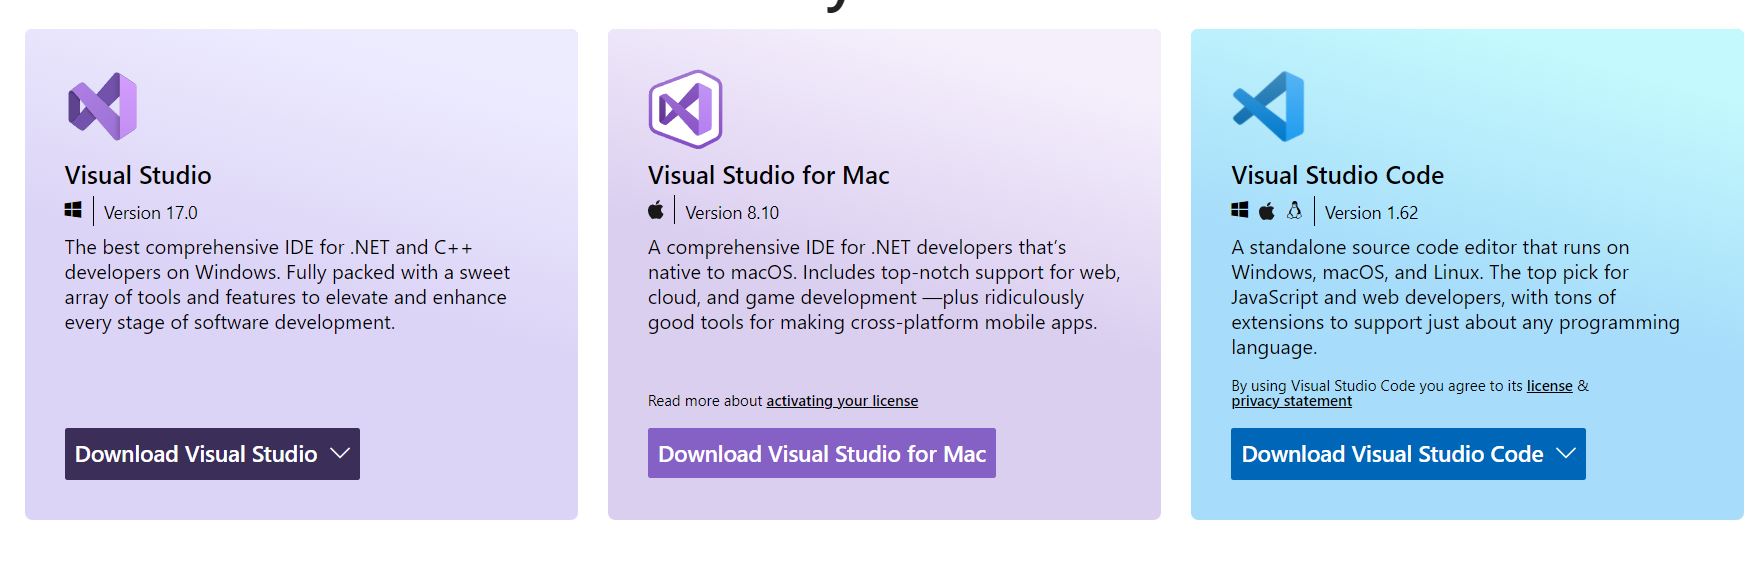 Visual Studio
Version 17.0
The best comprehensive IDE for .NET and C++
developers on Windows. Fully packed with a sweet
array of tools and features to elevate and enhance
every stage of software development.
Download Visual Studio
Visual Studio for Mac
Version 8.10
A comprehensive IDE for .NET developers that’s
native to macOS. Includes top-notch support for web,
cloud, and game development —plus ridiculously
good tools for making cross-platform mobile apps.
Read more about activating your license
Download Visual Studio for Mac
Visual Studio Code
Version 1.62
A standalone source code editor that runs on
Windows, macOS, and Linux. The top pick for
JavaScript and web developers, with tons of
extensions to support just about any programming
language.
By using Visual Studio Code you agree to its license &
privacy statement
Download Visual Studio Code